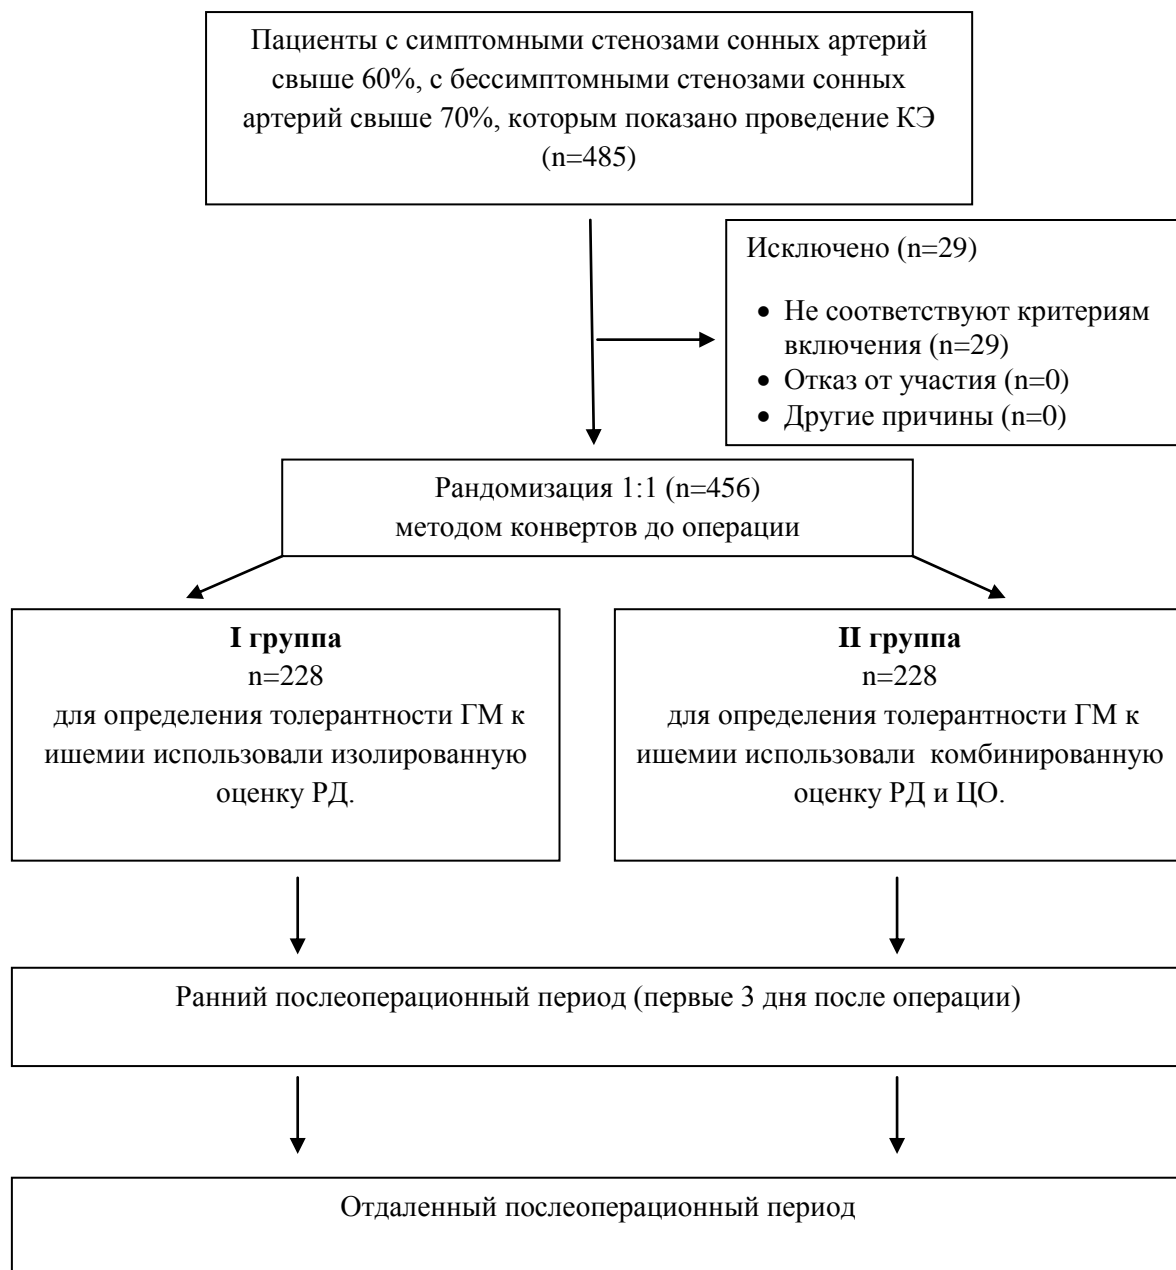 Пациенты с симптомными стенозами сонных артерий
свыше 60%, с бессимптомными стенозами сонных
артерий свыше 70%, которым показано проведение КЭ
(n=485)
Исключено (n=29)
• Не соответствуют критериям
включения (n=29)
• Отказ от участия (n=0)
• Другие причины (n=0)
Рандомизация 1:1 (n=456)
методом конвертов до операции
I группа
n=228
для определения толерантности ГМ к
ишемии использовали изолированную
оценку РД.
II группа
n=228
для определения толерантности ГМ к
ишемии использовали комбинированную
оценку РД и ЦО.
Ранний послеоперационный период (первые 3 дня после операции)
Отдаленный послеоперационный период